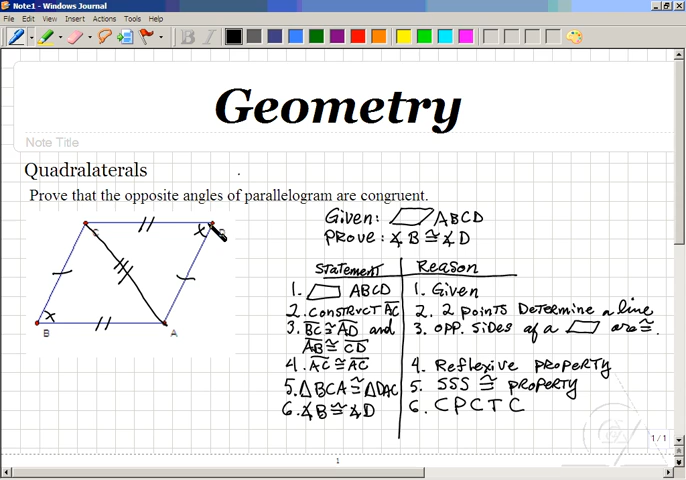 Note1 - Windows Journal
File Edit View Insert Actions Tools Help
B I
Geometry
Note Title
Quadralaterals
Prove that the opposite angles of parallelogram are congruent.
Given: ▱ ABCD
Prove: ∡ B ≅ ∡ D
Statement Reason
1. ▱ ABCD 1. Given
2. Construct AC 2. 2 points Determine a line
3. BC ≅ AD and 3. opp. sides of a ▱ are ≅.
AB ≅ CD
4. AC ≅ AC 4. Reflexive property
5. △ BCA ≅ △ DAC 5. SSS ≅ property
6. ∡ B ≅ ∡ D 6. C P C T C
B A
1/1